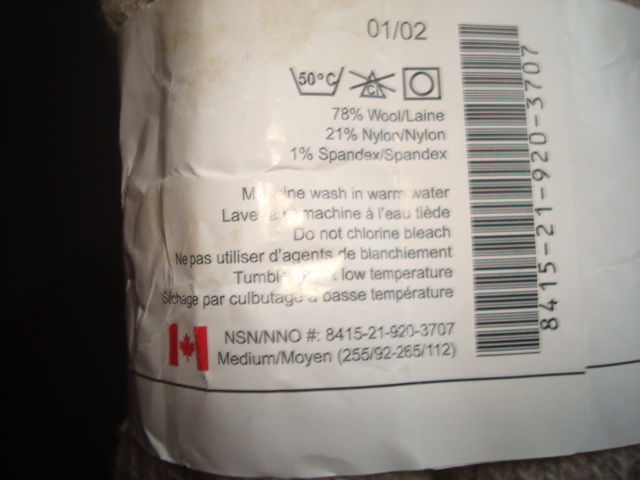 01/02
50°C
Cl
78% Wool/Laine
21% Nylon/Nylon
1% Spandex/Spandex
wash in warm water
machine à l'eau tiède
Do not chlorine bleach
Ne pas utiliser d'agents de blanchiement
low temperature
Séchage par culbutage à basse température
NSN/NNO #: 8415-21-920-3707
Medium/Moyen (255/92-265/112)
8415-21-920-3707